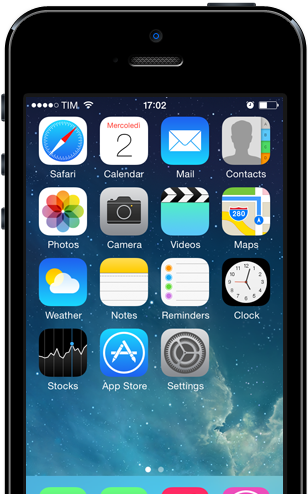 TIM 17:02
Mercoledì
2
Safari Calendar Mail Contacts
280
Photos Camera Videos Maps
Weather Notes Reminders Clock
Stocks App Store Settings